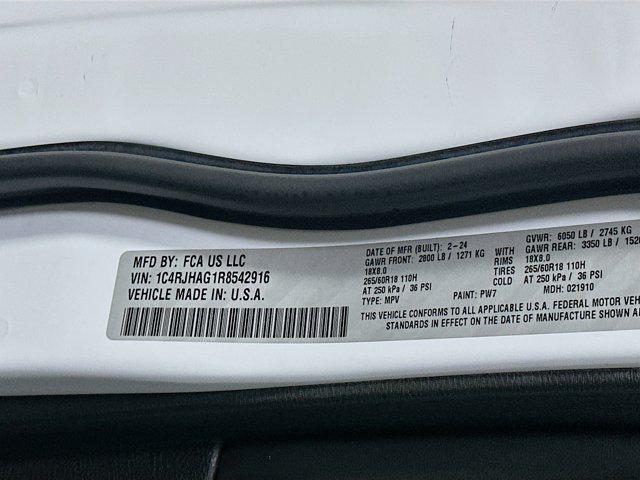 MFD BY: FCA US LLC
VIN: 1C4RJHAG1R8542916
VEHICLE MADE IN: U.S.A.
DATE OF MFR (BUILT): 2-24
GAWR FRONT: 2800 LB / 1271 KG
18X8.0
265/60R18 110H
AT 250 kPa / 36 PSI
TYPE: MPV
WITH
RIMS
TIRES
COLD
GVWR: 6050 LB / 2745 KG
GAWR REAR: 3350 LB /
18X8.0
265/60R18 110H
AT 250 kPa / 36 PSI
PAINT: PW7
MDH: 021910
THIS VEHICLE CONFORMS TO ALL APPLICABLE U.S.A. FEDERAL MOTOR
STANDARDS IN EFFECT ON THE DATE OF MANUFACTURE SHOWN